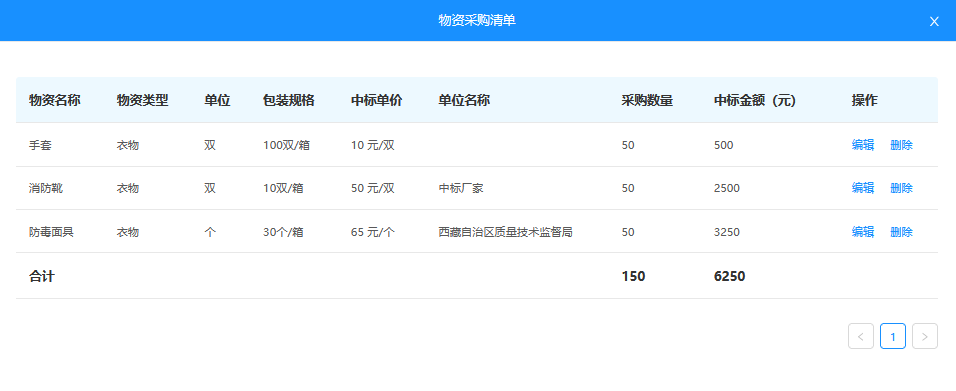 物资采购清单
X
物资名称 物资类型 单位 包装规格 中标单价 单位名称 采购数量 中标金额（元） 操作
手套 衣物 双 100双/箱 10 元/双 50 500 编辑 删除
消防靴 衣物 双 10双/箱 50 元/双 中标厂家 50 2500 编辑 删除
防毒面具 衣物 个 30个/箱 65 元/个 西藏自治区质量技术监督局 50 3250 编辑 删除
合计 150 6250
< 1 >